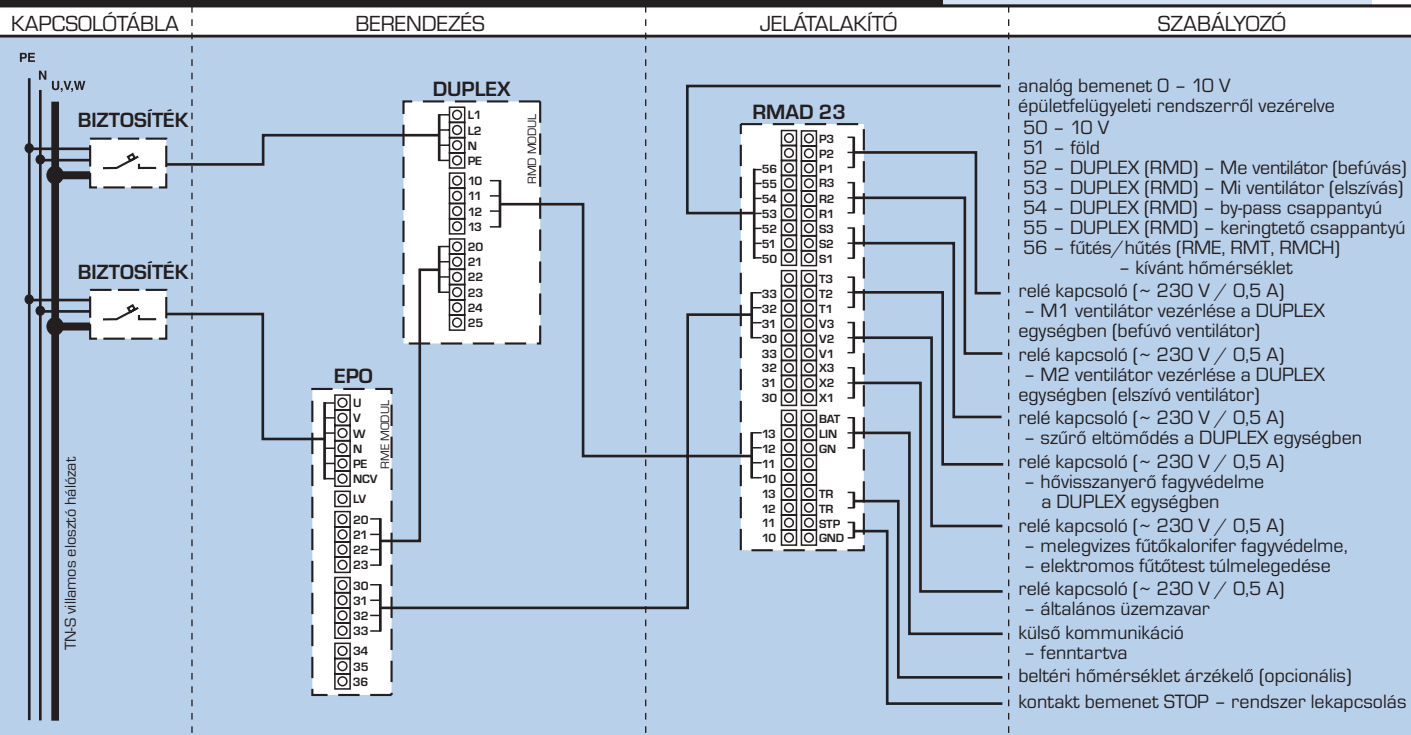 KAPCSOLÓTÁBLA
BERENDEZÉS
JELÁTALAKÍTÓ
SZABÁLYOZÓ
PE
N
U,V,W
TN-S villamos elosztó hálózat
BIZTOSÍTÉK
BIZTOSÍTÉK
DUPLEX
RMD MODUL
L1
L2
N
PE
10
11
12
13
20
21
22
23
24
25
EPO
RME MODUL
U
V
W
N
PE
NCV
LV
20
21
22
23
30
31
32
33
34
35
36
RMAD 23
P3
P2
56 P1
55 R3
54 R2
53 R1
52 S3
51 S2
50 S1
T3
33 T2
32 T1
31 V3
30 V2
33 V1
32 X3
31 X2
30 X1
BAT
13 LIN
12 GN
11
10
13 TR
12 TR
11 STP
10 GND
analóg bemenet 0 – 10 V
épületfelügyeleti rendszerről vezérelve
50 – 10 V
51 – föld
52 – DUPLEX (RMD) – Me ventilátor (befúvás)
53 – DUPLEX (RMD) – Mi ventilátor (elszívás)
54 – DUPLEX (RMD) – by-pass csappantyú
55 – DUPLEX (RMD) – keringtető csappantyú
56 – fűtés/hűtés (RME, RMT, RMCH)
– kívánt hőmérséklet
relé kapcsoló (~ 230 V / 0,5 A)
– M1 ventilátor vezérlése a DUPLEX
egységben (befúvó ventilátor)
relé kapcsoló (~ 230 V / 0,5 A)
– M2 ventilátor vezérlése a DUPLEX
egységben (elszívó ventilátor)
relé kapcsoló (~ 230 V / 0,5 A)
– szűrő eltömődés a DUPLEX egységben
relé kapcsoló (~ 230 V / 0,5 A)
– hővisszanyerő fagyvédelme
a DUPLEX egységben
relé kapcsoló (~ 230 V / 0,5 A)
– melegvizes fűtőkalorifer fagyvédelme,
– elektromos fűtőtest túlmelegedése
relé kapcsoló (~ 230 V / 0,5 A)
– általános üzemzavar
külső kommunikáció
– fenntartva
beltéri hőmérséklet árzékelő (opcionális)
kontakt bemenet STOP – rendszer lekapcsolás